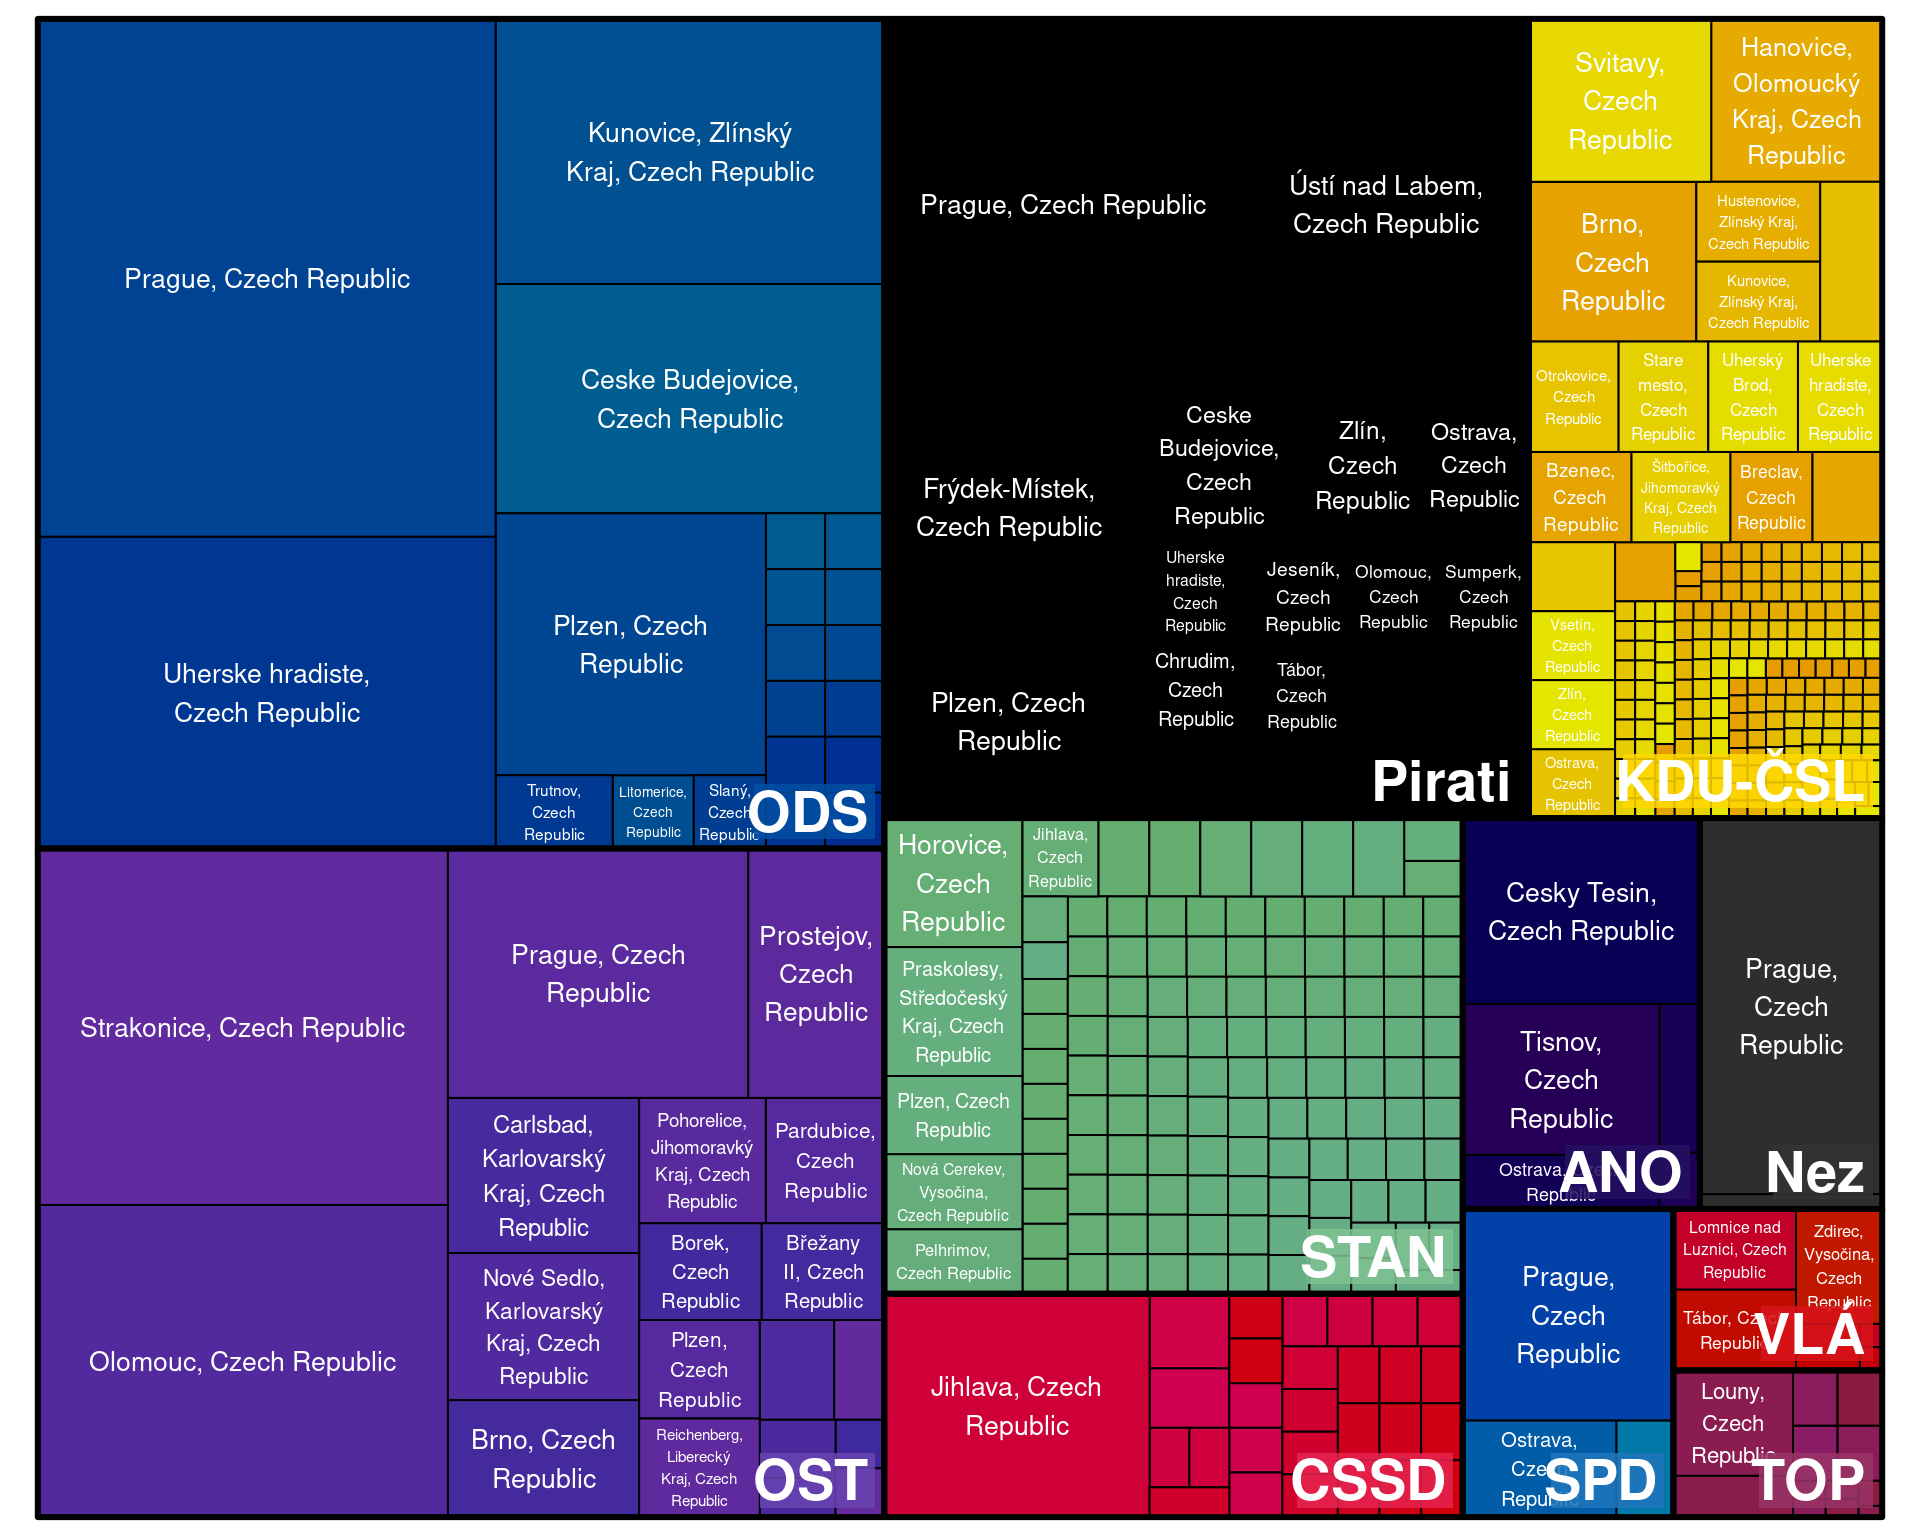 Prague, Czech Republic
Uherske hradiste,
Czech Republic
Kunovice, Zlínský
Kraj, Czech Republic
Ceske Budejovice,
Czech Republic
Plzen, Czech
Republic
Trutnov,
Czech
Republic
Litomerice,
Czech
Republic
Slaný,
Czech
Republic
ODS
Prague, Czech Republic
Ústí nad Labem,
Czech Republic
Frýdek-Místek,
Czech Republic
Plzen, Czech
Republic
Ceske
Budejovice,
Czech
Republic
Zlín,
Czech
Republic
Ostrava,
Czech
Republic
Uherske
hradiste,
Czech
Republic
Jeseník,
Czech
Republic
Olomouc,
Czech
Republic
Sumperk,
Czech
Republic
Chrudim,
Czech
Republic
Tábor,
Czech
Republic
Pirati
Svitavy,
Czech
Republic
Hanovice,
Olomoucký
Kraj, Czech
Republic
Brno,
Czech
Republic
Hustenovice,
Zlínský Kraj,
Czech Republic
Kunovice,
Zlínský Kraj,
Czech Republic
Otrokovice,
Czech
Republic
Stare
mesto,
Czech
Republic
Uherský
Brod,
Czech
Republic
Uherske
hradiste,
Czech
Republic
Bzenec,
Czech
Republic
Šitbořice,
Jihomoravký
Kraj, Czech
Republic
Breclav,
Czech
Republic
Vsetín,
Czech
Republic
Zlín,
Czech
Republic
Ostrava,
Czech
Republic
KDU-ČSL
Strakonice, Czech Republic
Olomouc, Czech Republic
Prague, Czech
Republic
Prostejov,
Czech
Republic
Carlsbad,
Karlovarský
Kraj, Czech
Republic
Nové Sedlo,
Karlovarský
Kraj, Czech
Republic
Brno, Czech
Republic
Pohorelice,
Jihomoravký
Kraj, Czech
Republic
Pardubice,
Czech
Republic
Borek,
Czech
Republic
Břežany
II, Czech
Republic
Plzen,
Czech
Republic
Reichenberg,
Liberecký
Kraj, Czech
Republic
OST
Horovice,
Czech
Republic
Praskolesy,
Středočeský
Kraj, Czech
Republic
Plzen, Czech
Republic
Nová Cerekev,
Vysočina,
Czech Republic
Pelhrimov,
Czech Republic
Jihlava,
Czech
Republic
STAN
Jihlava, Czech
Republic
CSSD
Cesky Tesin,
Czech Republic
Tisnov,
Czech
Republic
Ostrava, Czech
Republic
ANO
Prague,
Czech
Republic
Nez
Prague,
Czech
Republic
Ostrava,
Czech
Republic
SPD
Lomnice nad
Luznici, Czech
Republic
Zdirec,
Vysočina,
Czech
Republic
Tábor, Czech
Republic
VLÁ
Louny,
Czech
Republic
TOP